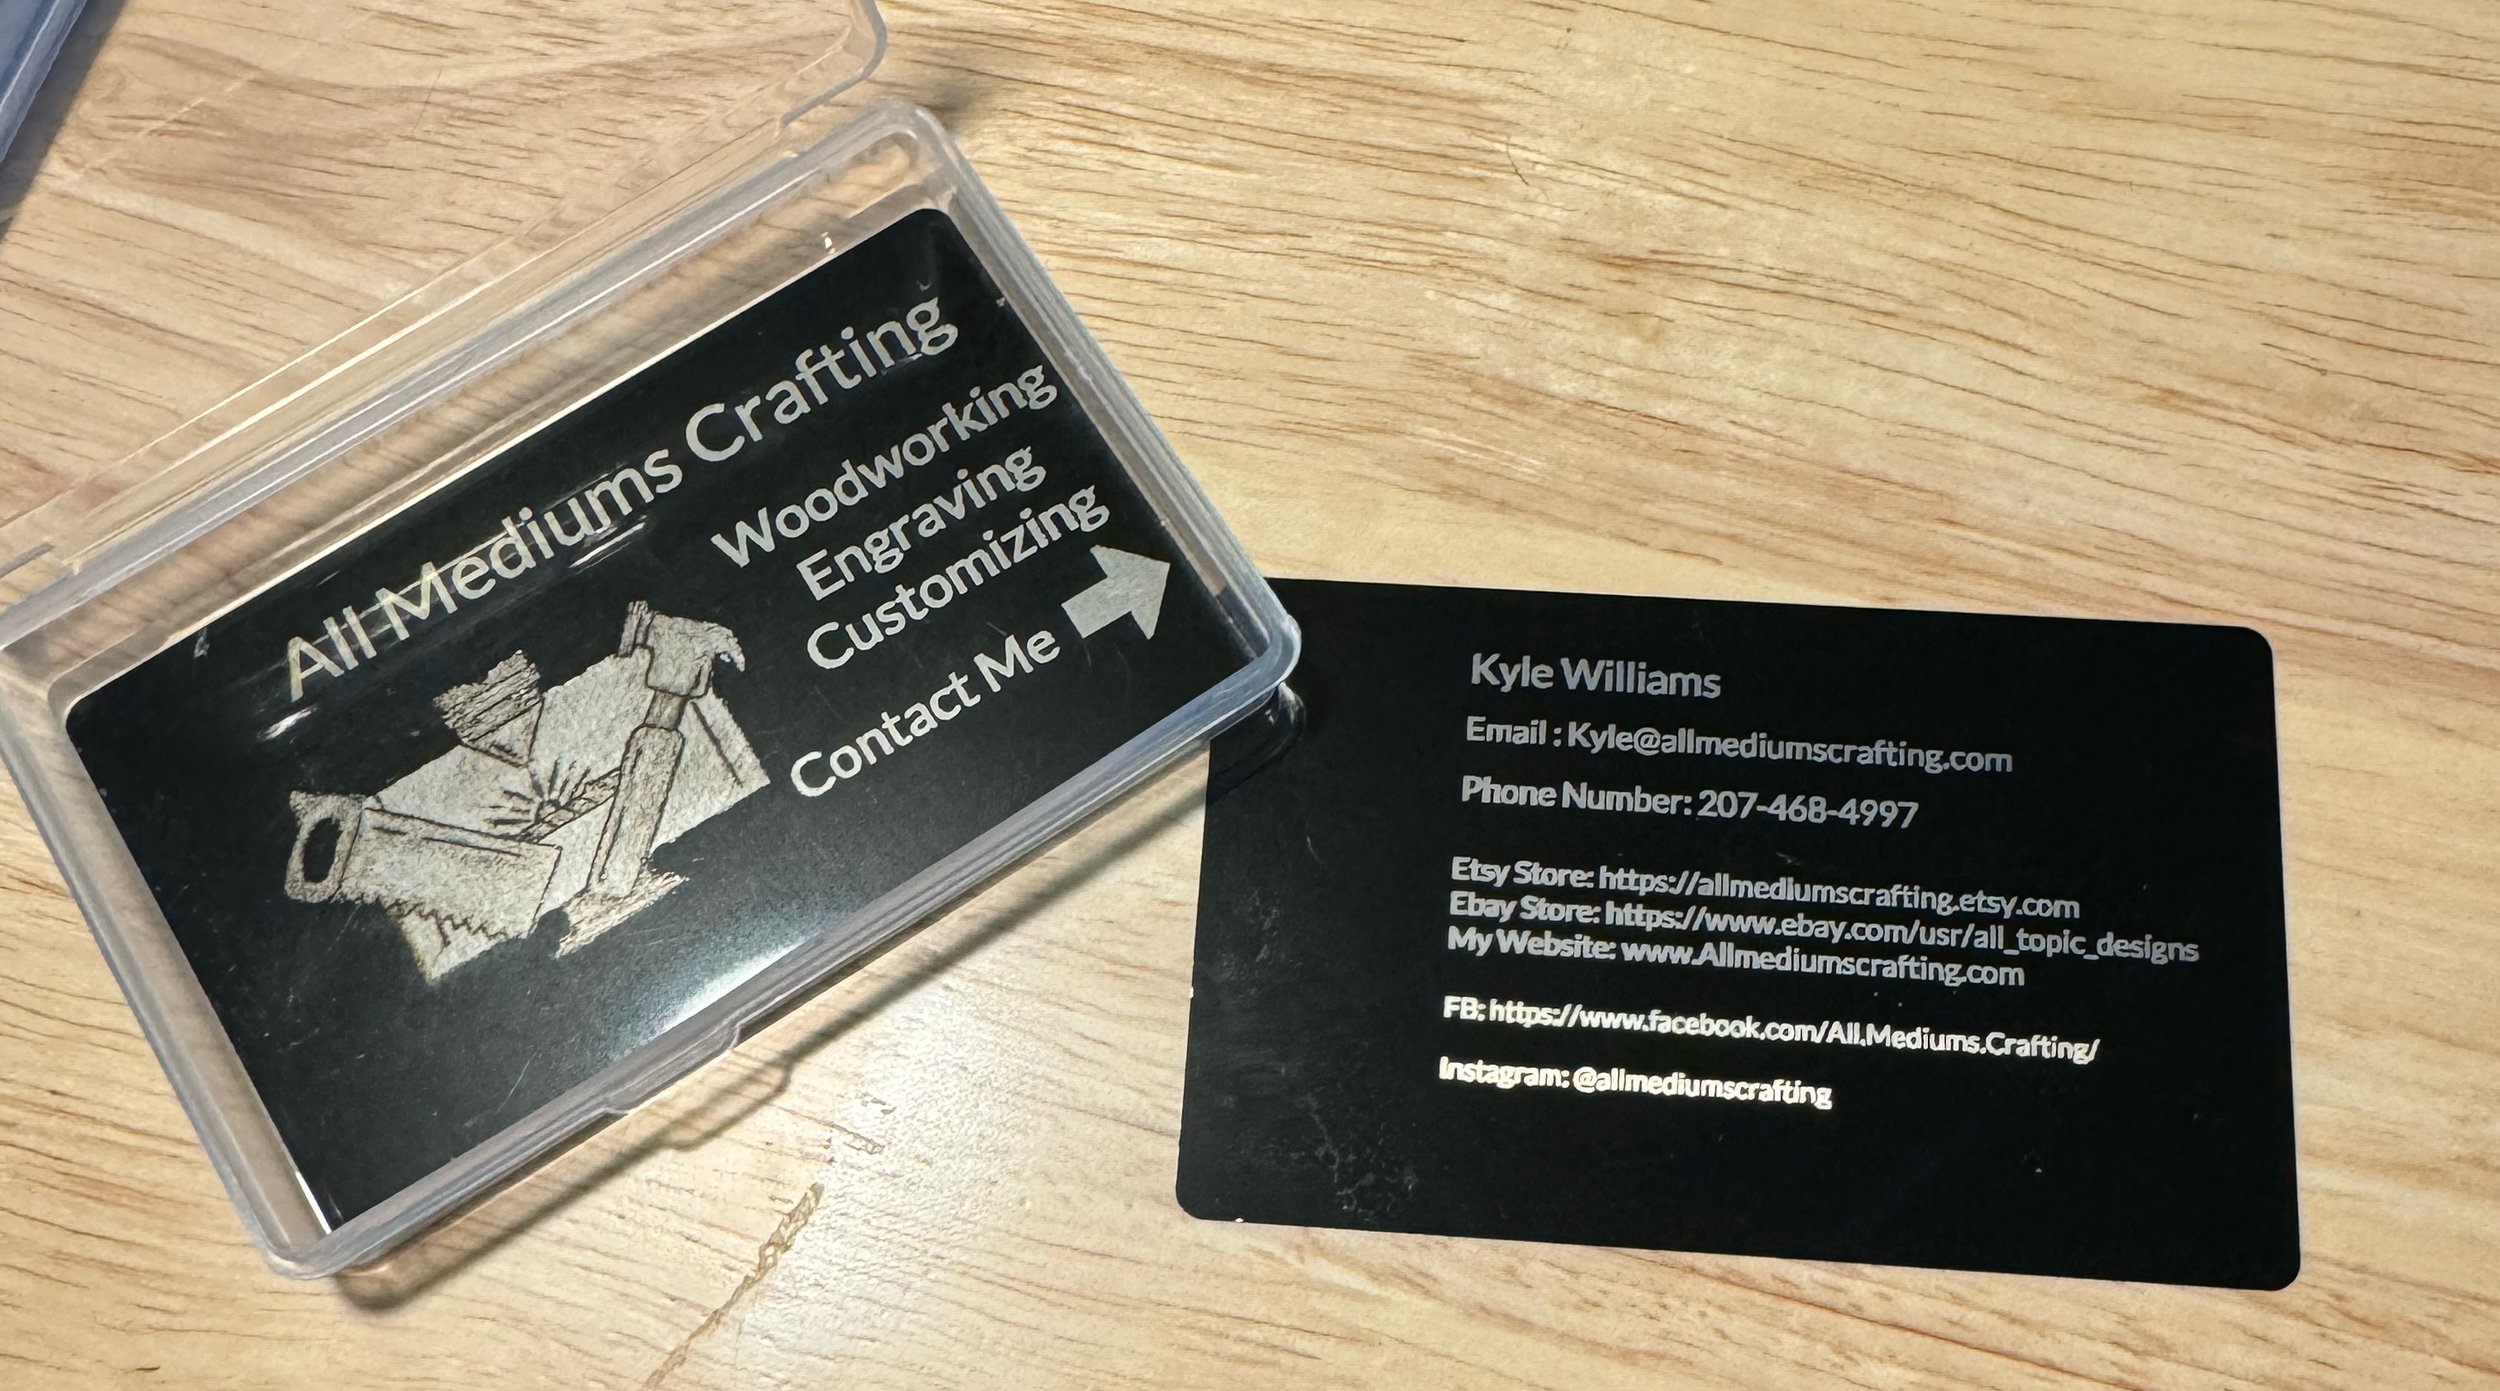 All Mediums Crafting
Woodworking
Engraving
Customizing
Contact Me
Kyle Williams
Email : Kyle@allmediumscrafting.com
Phone Number: 207-468-4997
Etsy Store: https://allmediumscrafting.etsy.com
Ebay Store: https://www.ebay.com/usr/all_topic_designs
My Website: www.Allmediumscrafting.com
FB: https://www.facebook.com/All.Mediums.Crafting/
Instagram: @allmediumscrafting